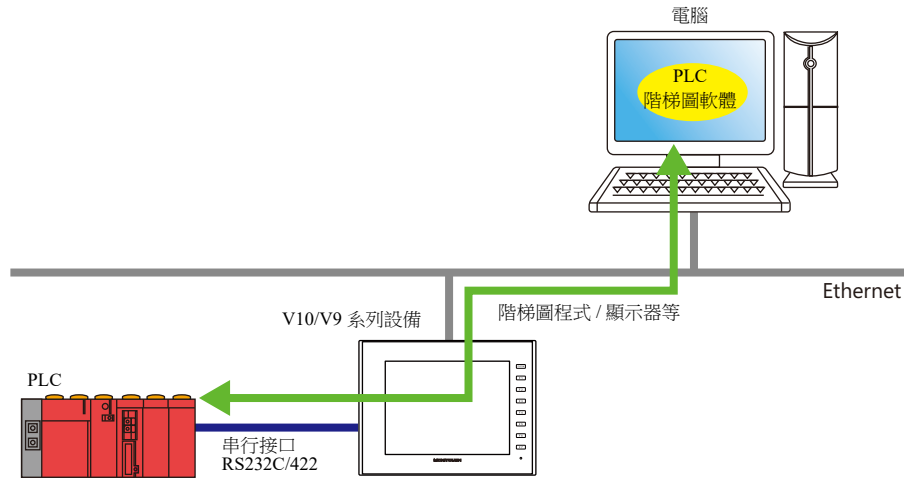 電腦
PLC
階梯圖軟體
Ethernet
V10/V9 系列設備
階梯圖程式 / 顯示器等
PLC
串行接口
RS232C/422